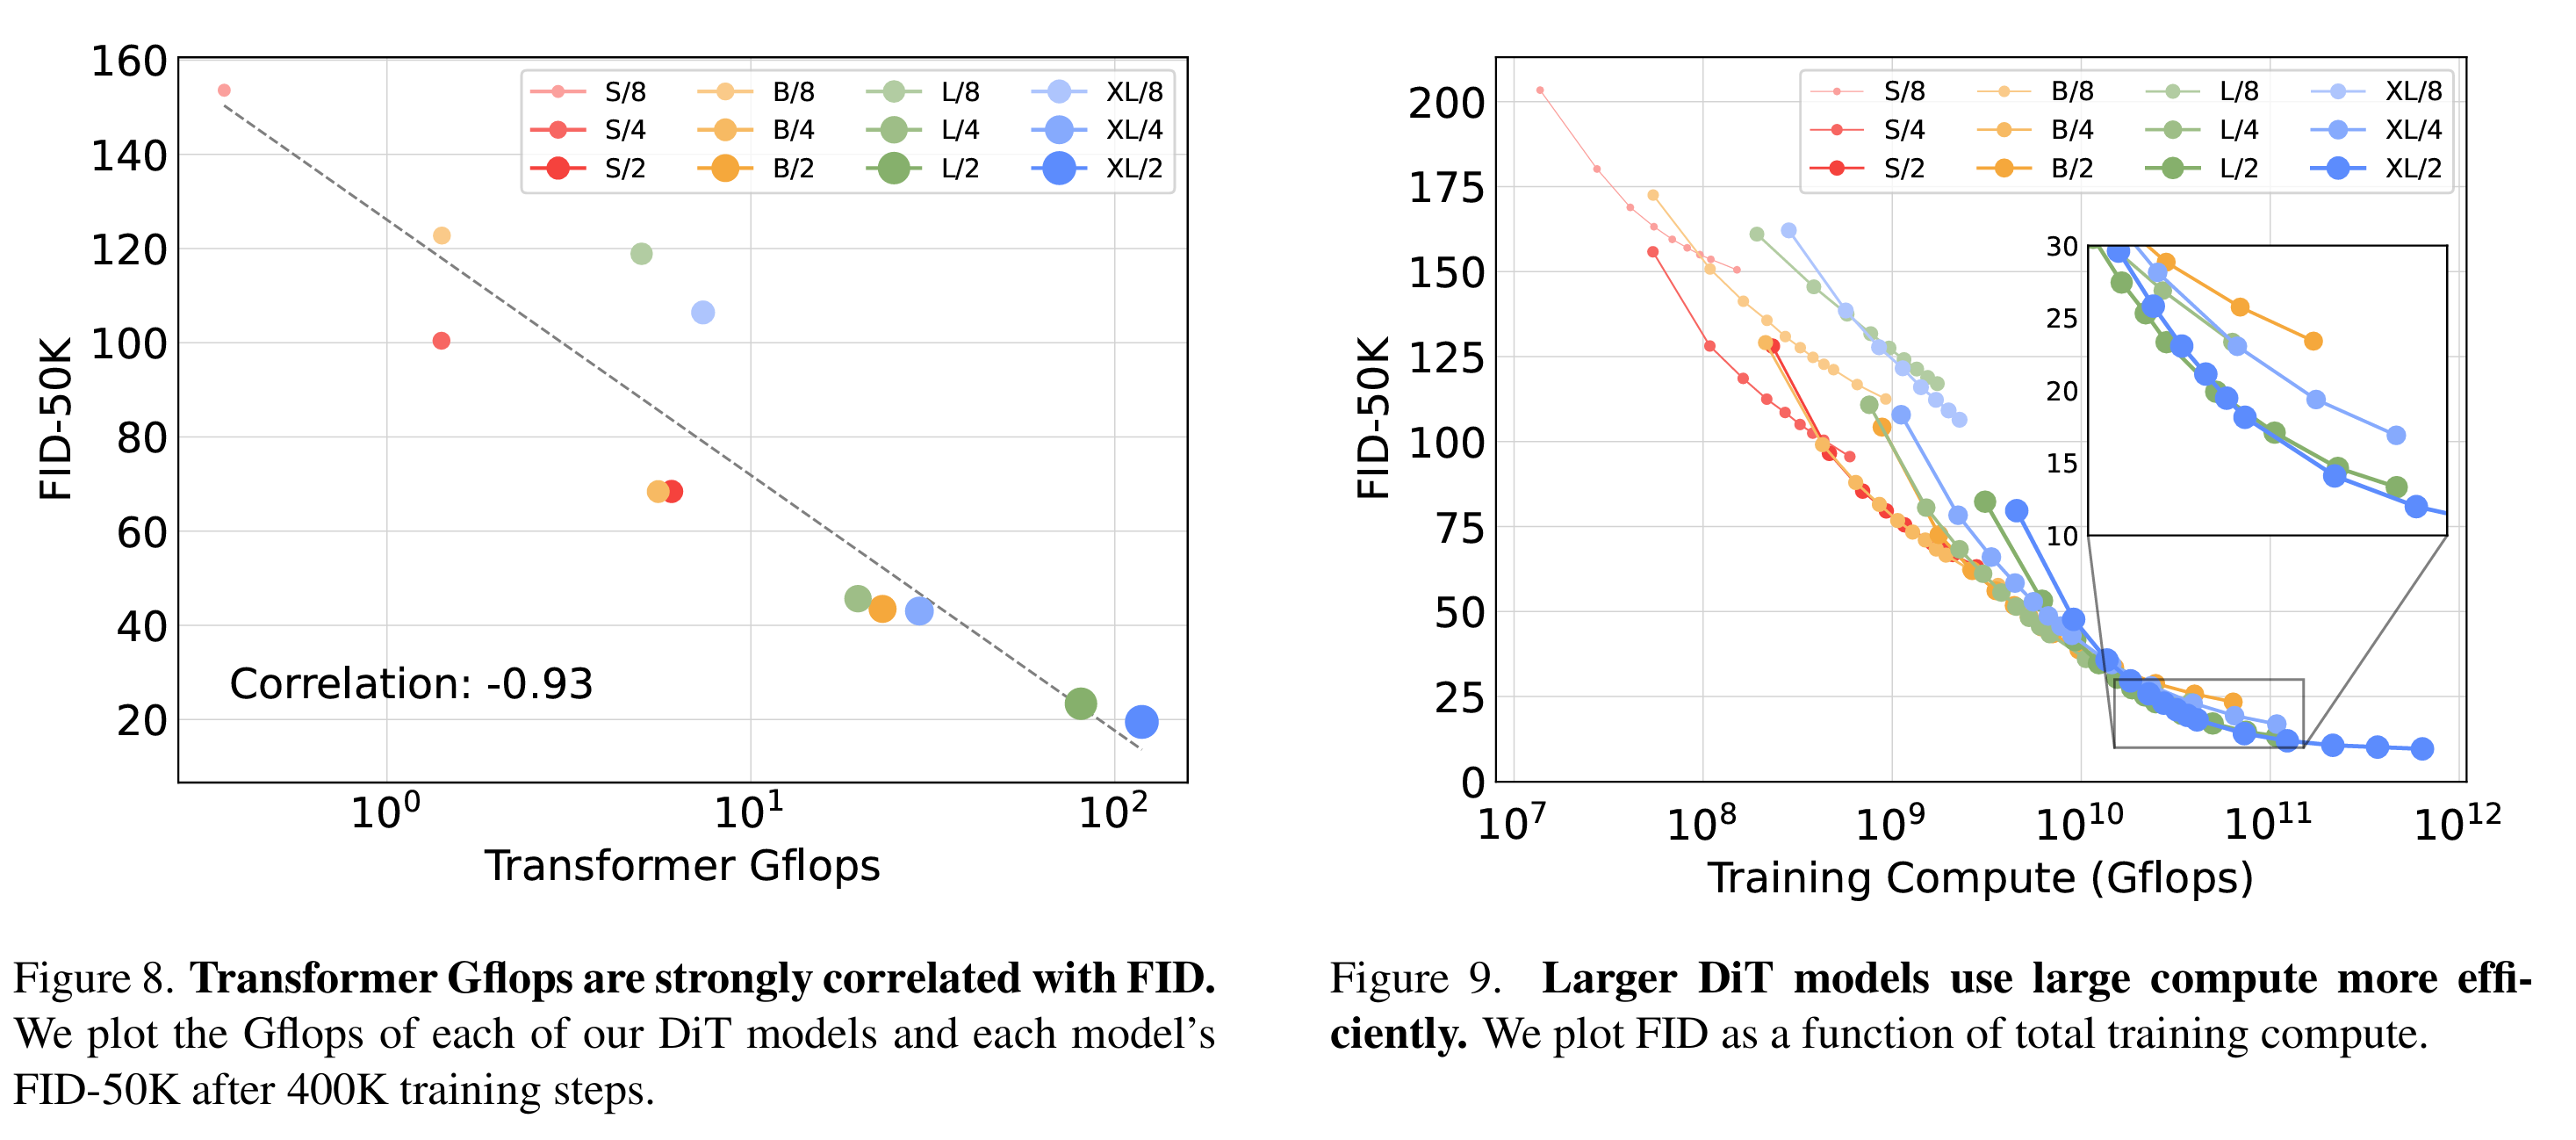 160
140
120
100
80
60
40
20
FID-50K
S/8 B/8 L/8 XL/8
S/4 B/4 L/4 XL/4
S/2 B/2 L/2 XL/2
Correlation: -0.93
10⁰ 10¹ 10²
Transformer Gflops
Figure 8. Transformer Gflops are strongly correlated with FID.
We plot the Gflops of each of our DiT models and each model’s
FID-50K after 400K training steps.
200
175
150
125
100
75
50
25
0
FID-50K
S/8 B/8 L/8 XL/8
S/4 B/4 L/4 XL/4
S/2 B/2 L/2 XL/2
30
25
20
15
10
10⁷ 10⁸ 10⁹ 10¹⁰ 10¹¹ 10¹²
Training Compute (Gflops)
Figure 9. Larger DiT models use large compute more effi-
ciently. We plot FID as a function of total training compute.